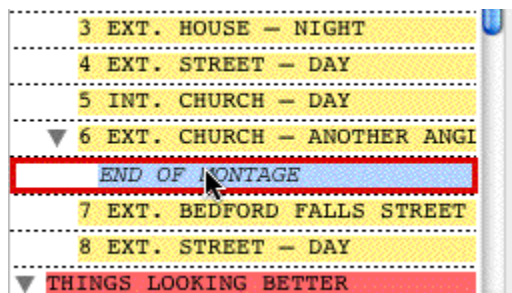 3 EXT. HOUSE — NIGHT
4 EXT. STREET — DAY
5 INT. CHURCH — DAY
6 EXT. CHURCH — ANOTHER ANGL
END OF MONTAGE
7 EXT. BEDFORD FALLS STREET
8 EXT. STREET — DAY
THINGS LOOKING BETTER